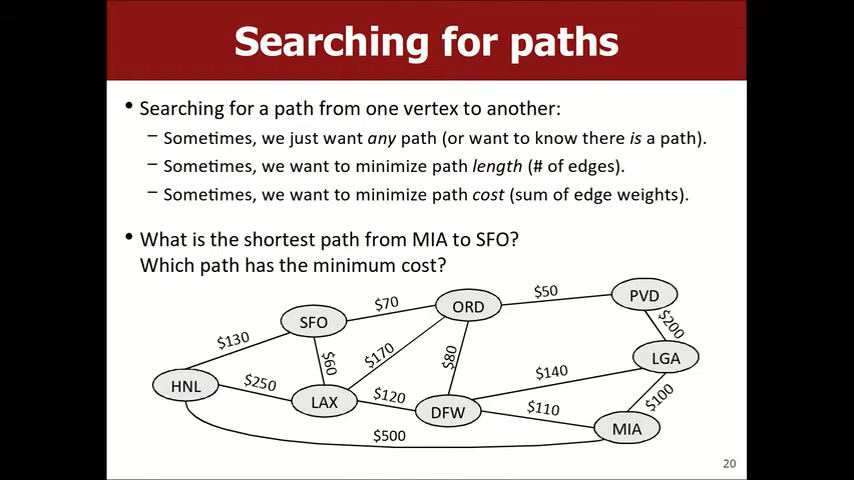 Searching for paths
• Searching for a path from one vertex to another:
– Sometimes, we just want any path (or want to know there is a path).
– Sometimes, we want to minimize path length (# of edges).
– Sometimes, we want to minimize path cost (sum of edge weights).
• What is the shortest path from MIA to SFO?
Which path has the minimum cost?
$50
PVD
$70
ORD
SFO
$200
$130
$60
$170
$80
LGA
$140
HNL
$250
$120
$100
LAX
DFW
$110
MIA
$500
20